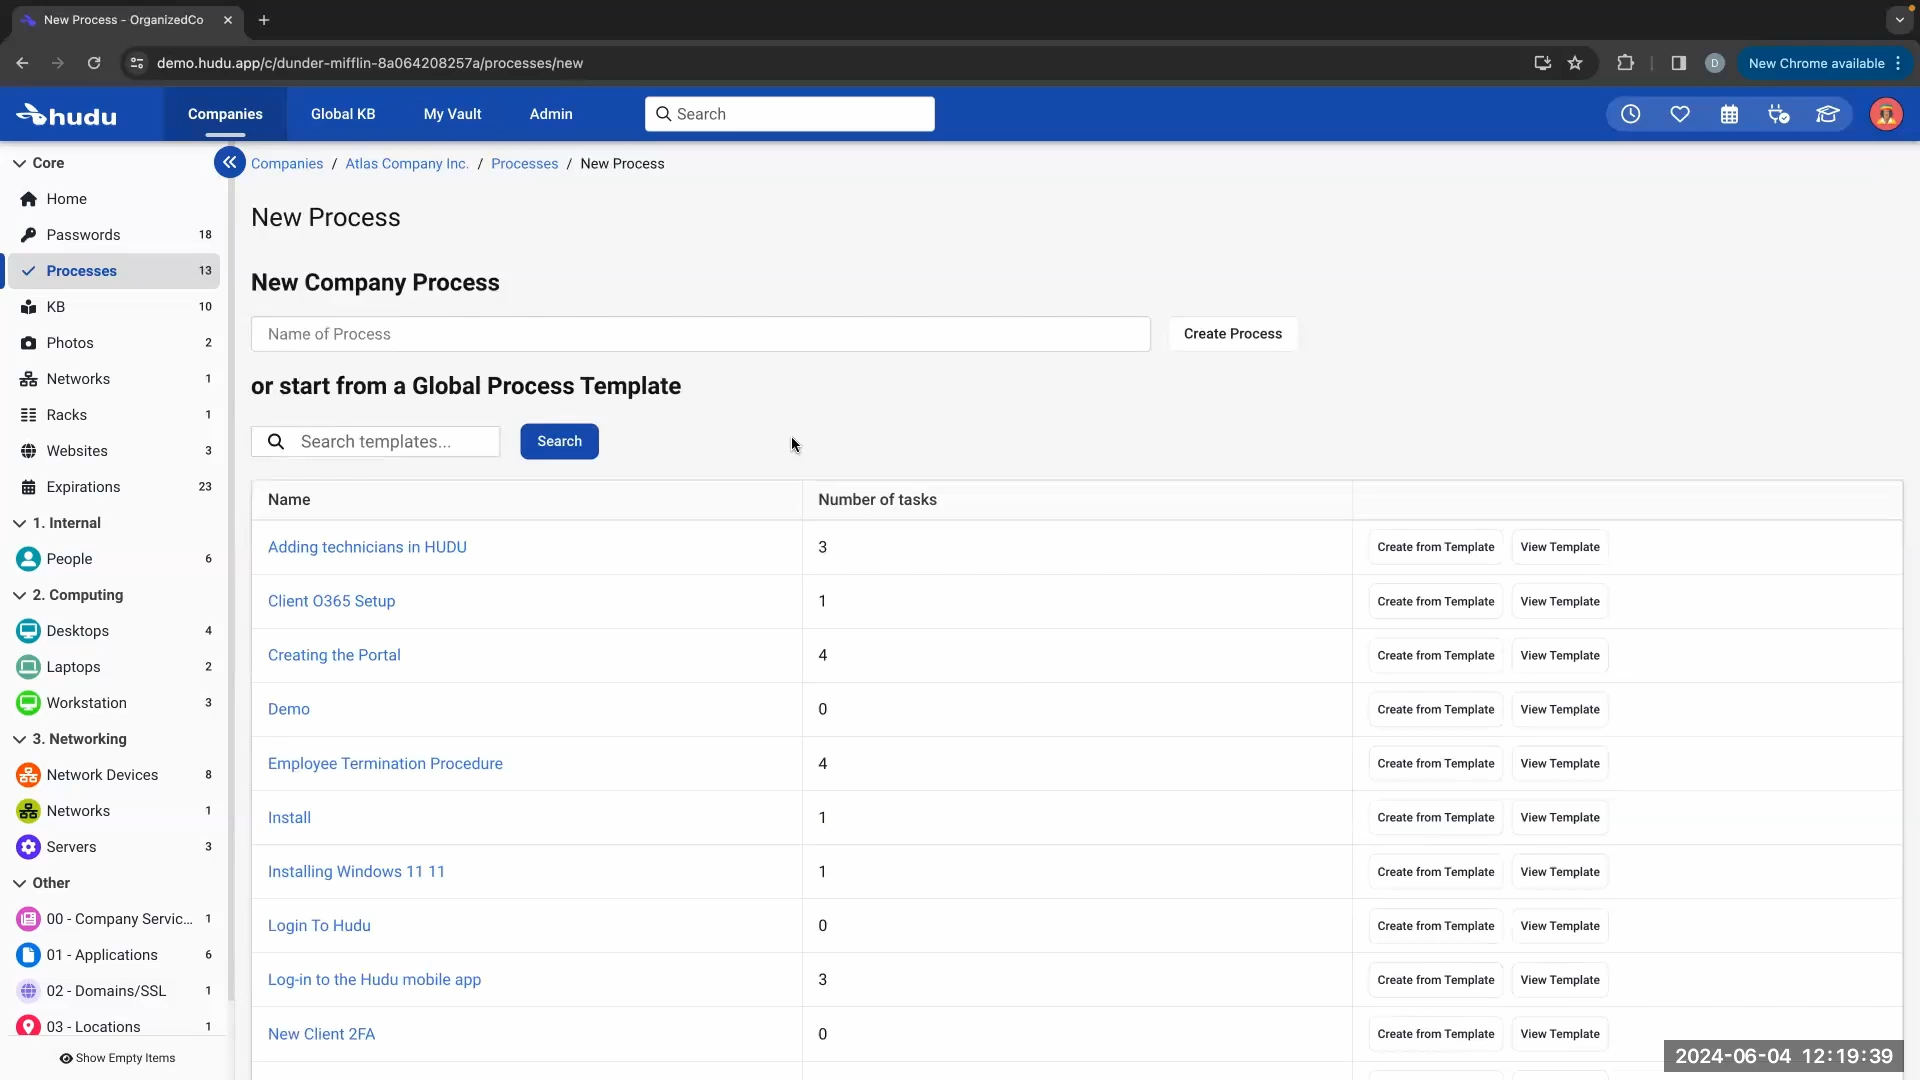 New Process - OrganizedCo
demo.hudu.app/c/dunder-mifflin-8a064208257a/processes/new
D
New Chrome available
hudu
Companies
Global KB
My Vault
Admin
Search
Core
Home
Passwords 18
Processes 13
KB 10
Photos 2
Networks 1
Racks 1
Websites 3
Expirations 23
1. Internal
People 6
2. Computing
Desktops 4
Laptops 2
Workstation 3
3. Networking
Network Devices 8
Networks 1
Servers 3
Other
00 - Company Servic... 1
01 - Applications 6
02 - Domains/SSL 1
03 - Locations 1
Show Empty Items
Companies / Atlas Company Inc. / Processes / New Process
New Process
New Company Process
Name of Process
Create Process
or start from a Global Process Template
Search templates...
Search
Name Number of tasks
Adding technicians in HUDU 3 Create from Template View Template
Client O365 Setup 1 Create from Template View Template
Creating the Portal 4 Create from Template View Template
Demo 0 Create from Template View Template
Employee Termination Procedure 4 Create from Template View Template
Install 1 Create from Template View Template
Installing Windows 11 11 1 Create from Template View Template
Login To Hudu 0 Create from Template View Template
Log-in to the Hudu mobile app 3 Create from Template View Template
New Client 2FA 0 Create from Template View Template
2024-06-04 12:19:39